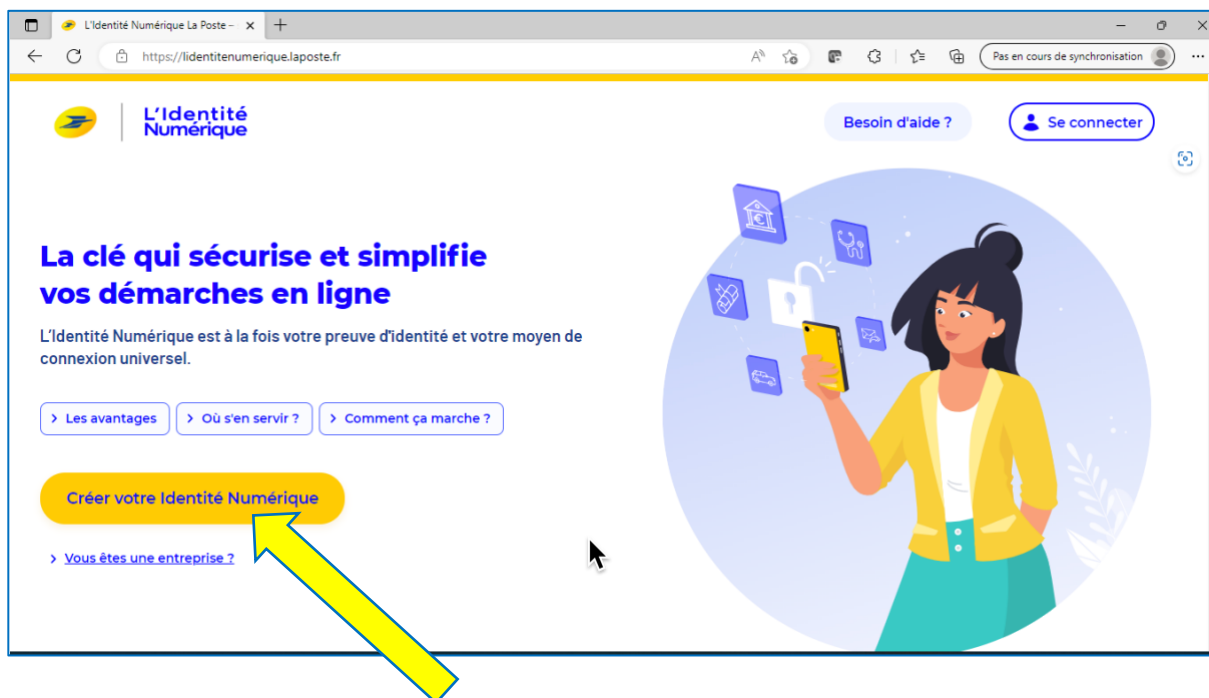 L'Identité Numérique La Poste –
https://lidentitenumerique.laposte.fr
Pas en cours de synchronisation
L'Identité
Numérique
Besoin d'aide ?
Se connecter
La clé qui sécurise et simplifie
vos démarches en ligne
L'Identité Numérique est à la fois votre preuve d'identité et votre moyen de
connexion universel.
> Les avantages
> Où s'en servir ?
> Comment ça marche ?
Créer votre Identité Numérique
> Vous êtes une entreprise ?